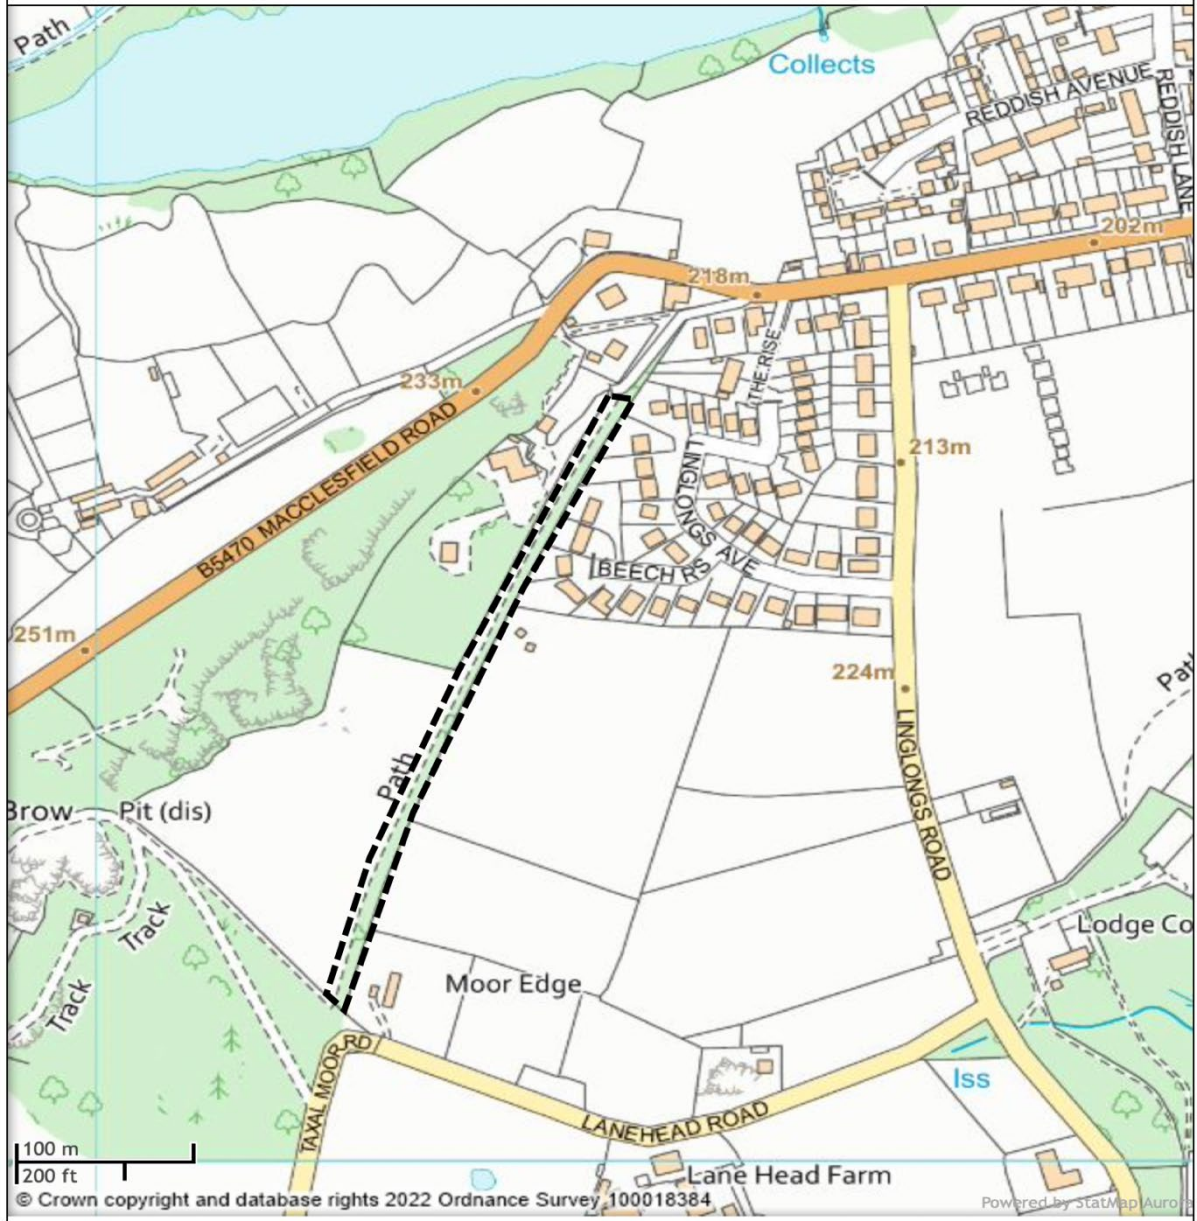 Path
Collects
REDDISH AVENUE
REDDISH LANE
202m
218m
THE RISE
233m
B5470 MACCLESFIELD ROAD
213m
LINGLONGS AVE
BEECH RS
251m
224m
Path
Path
LINGLONGS ROAD
Brow
Pit (dis)
Track
Track
Lodge Co
Moor Edge
TAXAL MOOR RD
Iss
LANEHEAD ROAD
100 m
200 ft
Lane Head Farm
© Crown copyright and database rights 2022 Ordnance Survey 100018384
Powered by StatMap Aurora